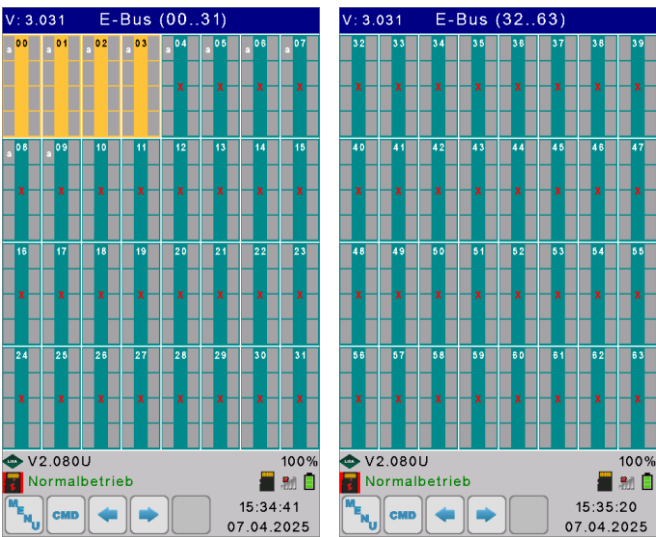 V: 3.031 E-Bus (00..31)
a 00 a 01 a 02 a 03 a 04 a 05 a 06 a 07
X X X X
a 08 a 09 10 11 12 13 14 15
X X X X X X X X
16 17 18 19 20 21 22 23
X X X X X X X X
24 25 26 27 28 29 30 31
X X X X X X X X
V2.080U 100%
Normalbetrieb
MENU CMD 15:34:41
07.04.2025
V: 3.031 E-Bus (32..63)
32 33 34 35 36 37 38 39
X X X X X X X X
40 41 42 43 44 45 46 47
X X X X X X X X
48 49 50 51 52 53 54 55
X X X X X X X X
56 57 58 59 60 61 62 63
X X X X X X X X
V2.080U 100%
Normalbetrieb
MENU CMD 15:35:20
07.04.2025